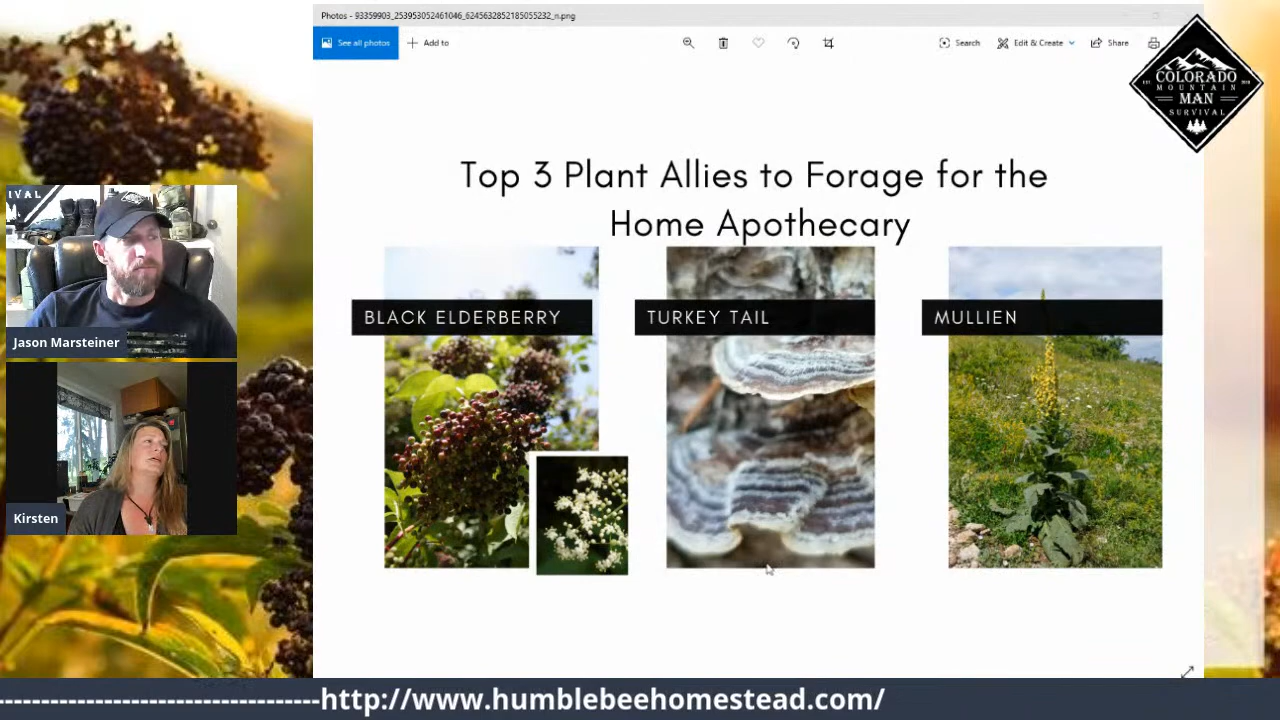 Photos - 93359903_253953052461046_6245632852185055232_n.png
See all photos
Add to
Search
Edit & Create
Share
COLORADO
MOUNTAIN
MAN
SURVIVAL
Top 3 Plant Allies to Forage for the
Home Apothecary
BLACK ELDERBERRY
TURKEY TAIL
MULLIEN
IVAL
Jason Marsteiner
Kirsten
----------------------------------http://www.humblebeehomestead.com/